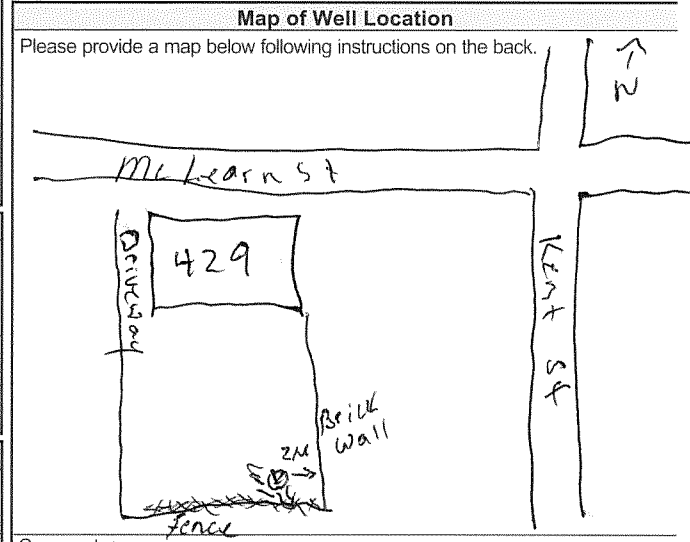 Map of Well Location
Please provide a map below following instructions on the back.
N
McLearn St
429
Driveway
Kent St
Brick
wall
2M
fence